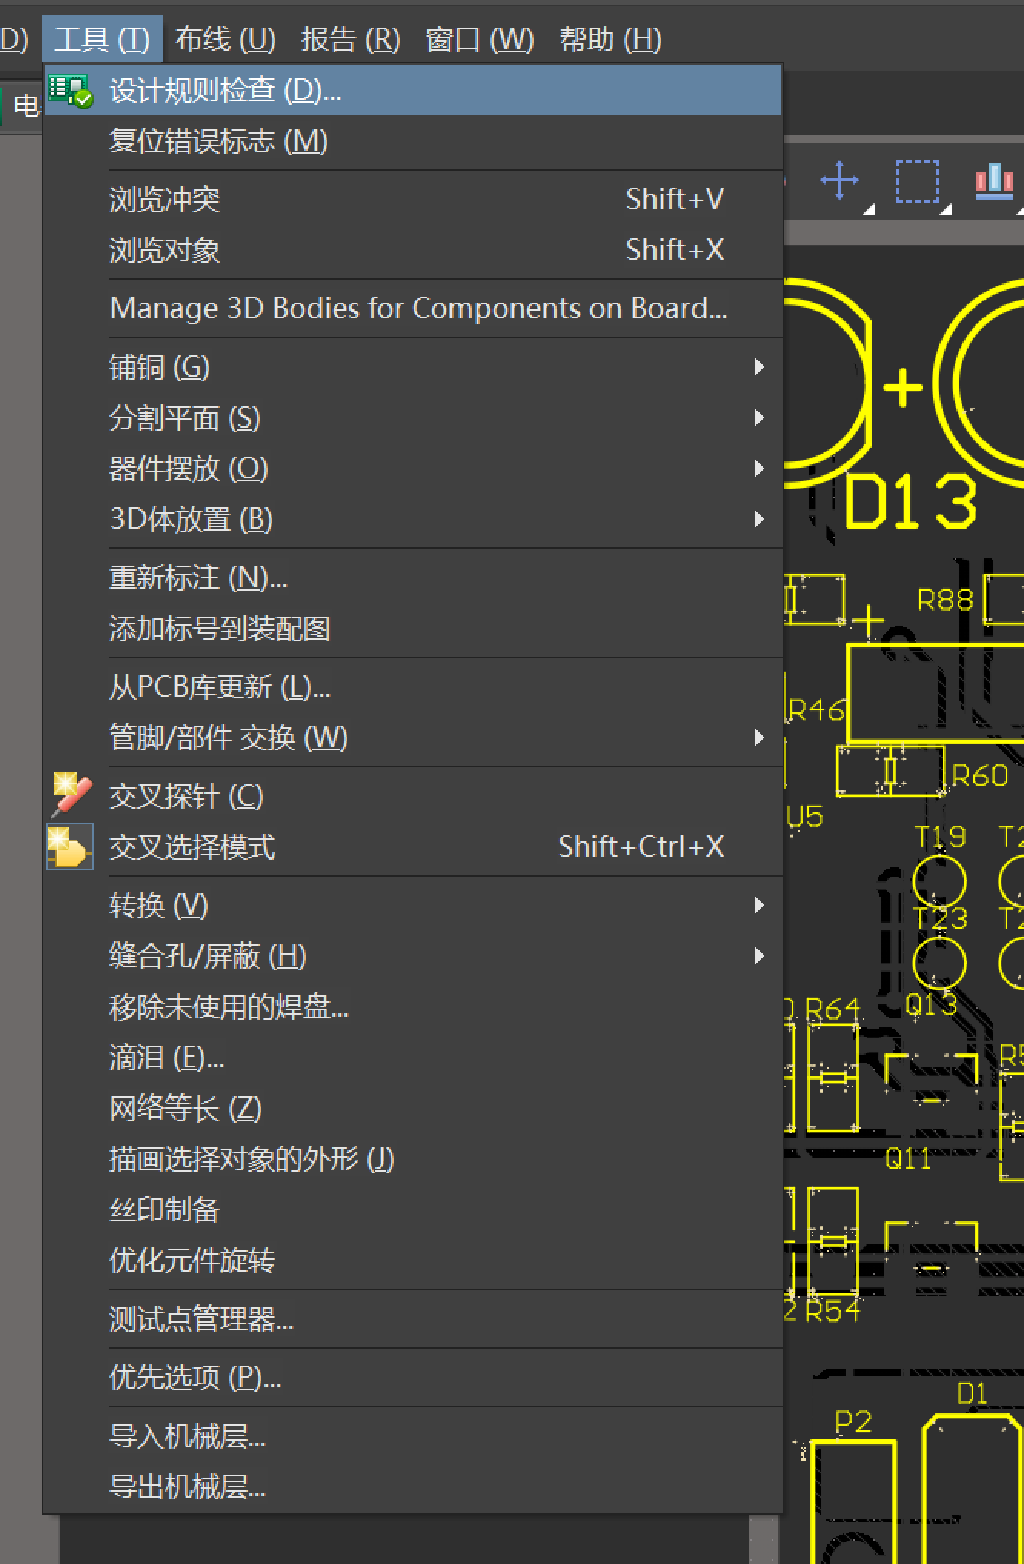 D)
工具 (T)
布线 (U)
报告 (R)
窗口 (W)
帮助 (H)
电
设计规则检查 (D)...
复位错误标志 (M)
浏览冲突 Shift+V
浏览对象 Shift+X
Manage 3D Bodies for Components on Board...
铺铜 (G)
分割平面 (S)
器件摆放 (O)
3D体放置 (B)
重新标注 (N)...
添加标号到装配图
从PCB库更新 (L)...
管脚/部件 交换 (W)
交叉探针 (C)
交叉选择模式 Shift+Ctrl+X
转换 (V)
缝合孔/屏蔽 (H)
移除未使用的焊盘...
滴泪 (E)...
网络等长 (Z)
描画选择对象的外形 (J)
丝印制备
优化元件旋转
测试点管理器...
优先选项 (P)...
导入机械层...
导出机械层...
+
D13
R88
+
R46
R60
U5
T19
T23
Q13
R64
Q11
2
R54
D1
P2